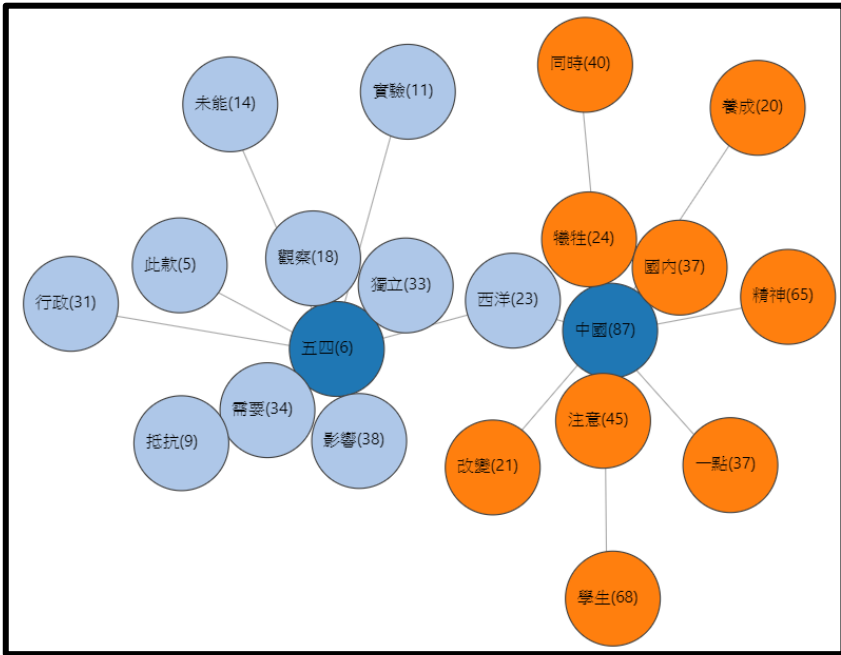 同時(40)
實驗(11)
未能(14)
養成(20)
犧牲(24)
觀察(18)
此款(5)
國內(37)
獨立(33)
精神(65)
西洋(23)
行政(31)
中國(87)
五四(6)
需要(34)
注意(45)
抵抗(9)
影響(38)
改變(21)
一點(37)
學生(68)